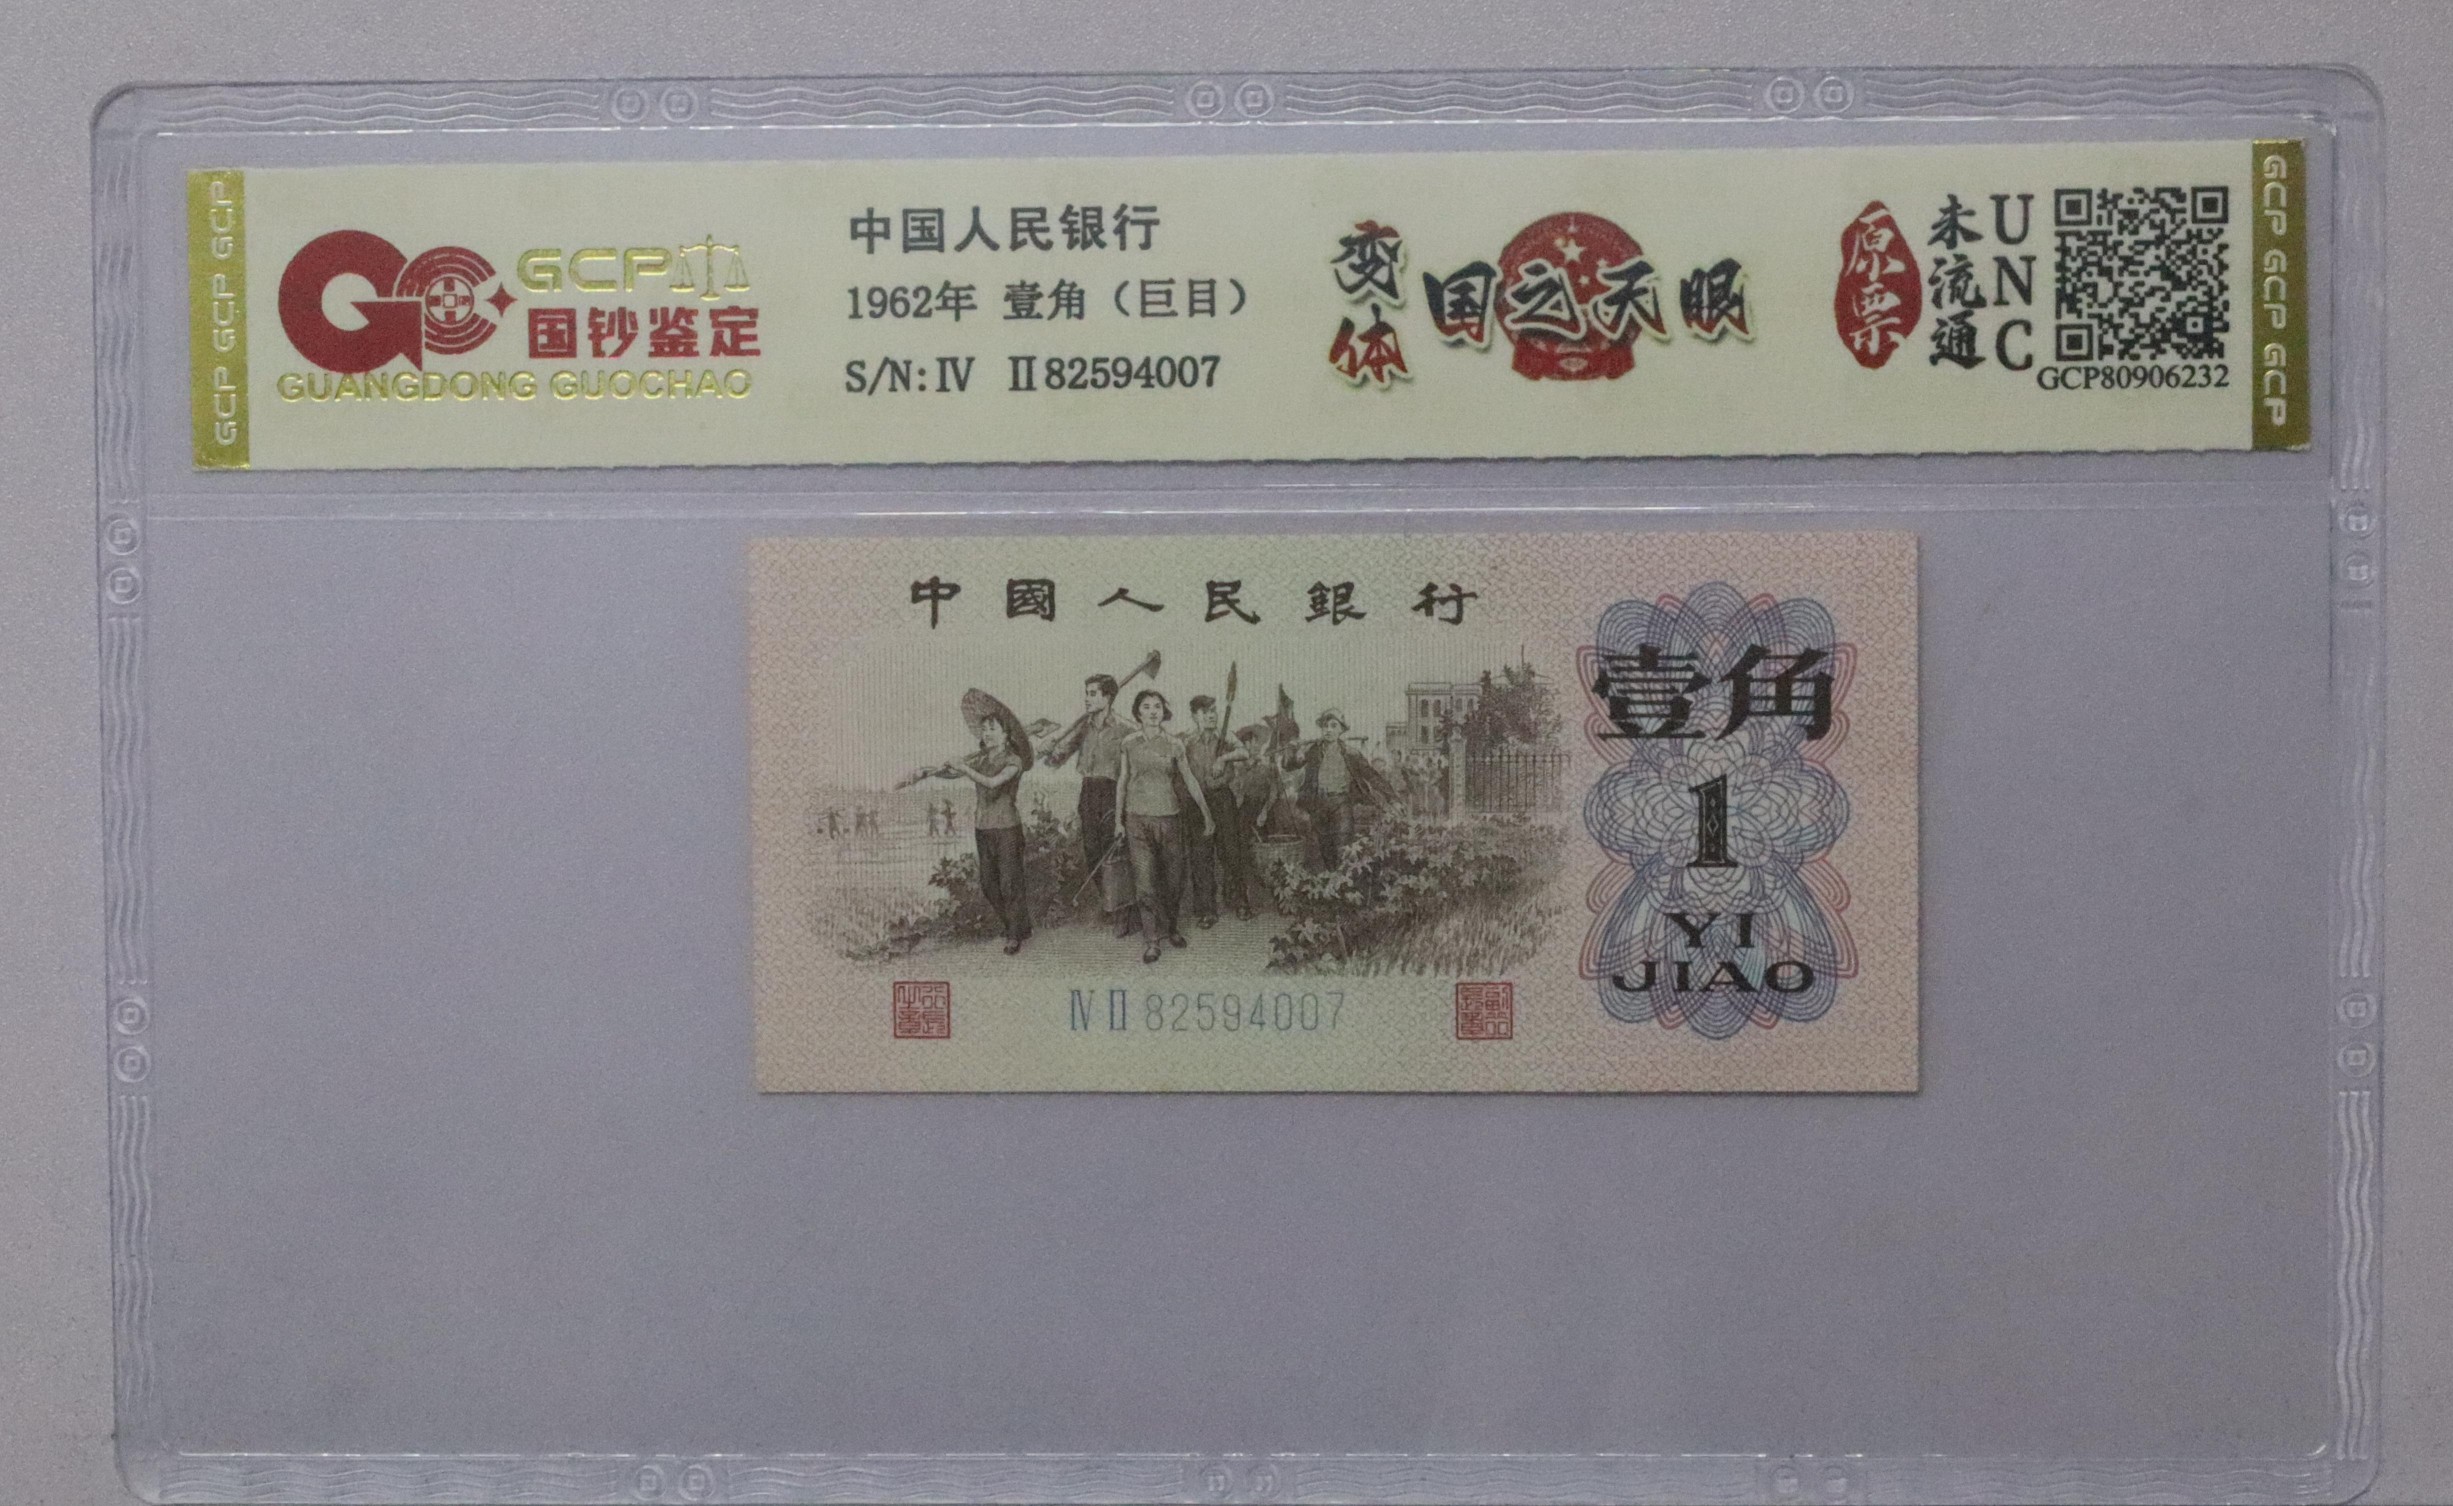 GCP GCP GCP
GCP
国钞鉴定
GUANGDONG GUOCHAO
中国人民银行
1962年 壹角（巨目）
S/N: IV II 82594007
变体
国之天眼
原票
未流通
UNC
GCP80906232
GCP GCP GCP
中國人民銀行
壹角
1
YI
JIAO
IV II 82594007